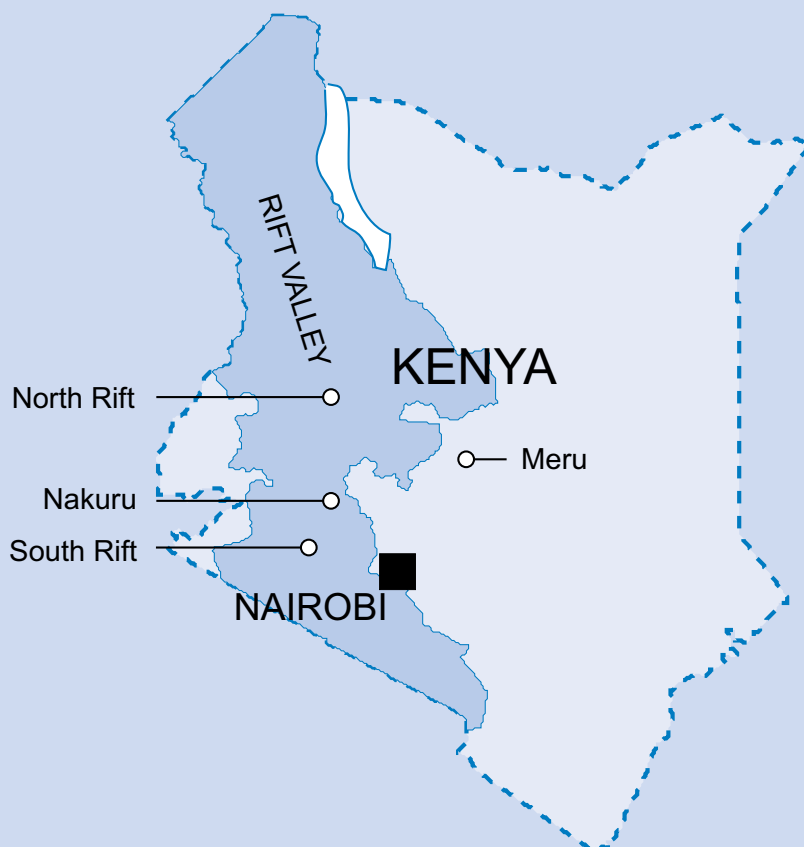 RIFT VALLEY
KENYA
North Rift
Meru
Nakuru
South Rift
NAIROBI